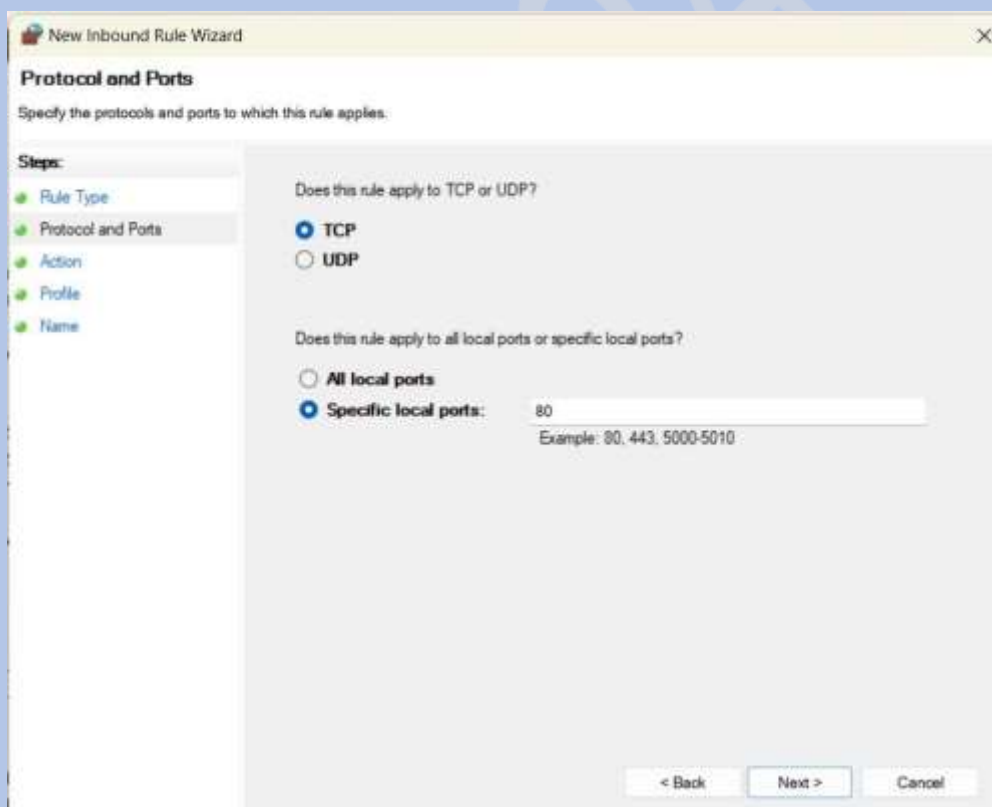 New Inbound Rule Wizard
Protocol and Ports
Specify the protocols and ports to which this rule applies.
Steps:
Rule Type
Protocol and Ports
Action
Profile
Name
Does this rule apply to TCP or UDP?
TCP
UDP
Does this rule apply to all local ports or specific local ports?
All local ports
Specific local ports: 80
Example: 80, 443, 5000-5010
< Back Next > Cancel